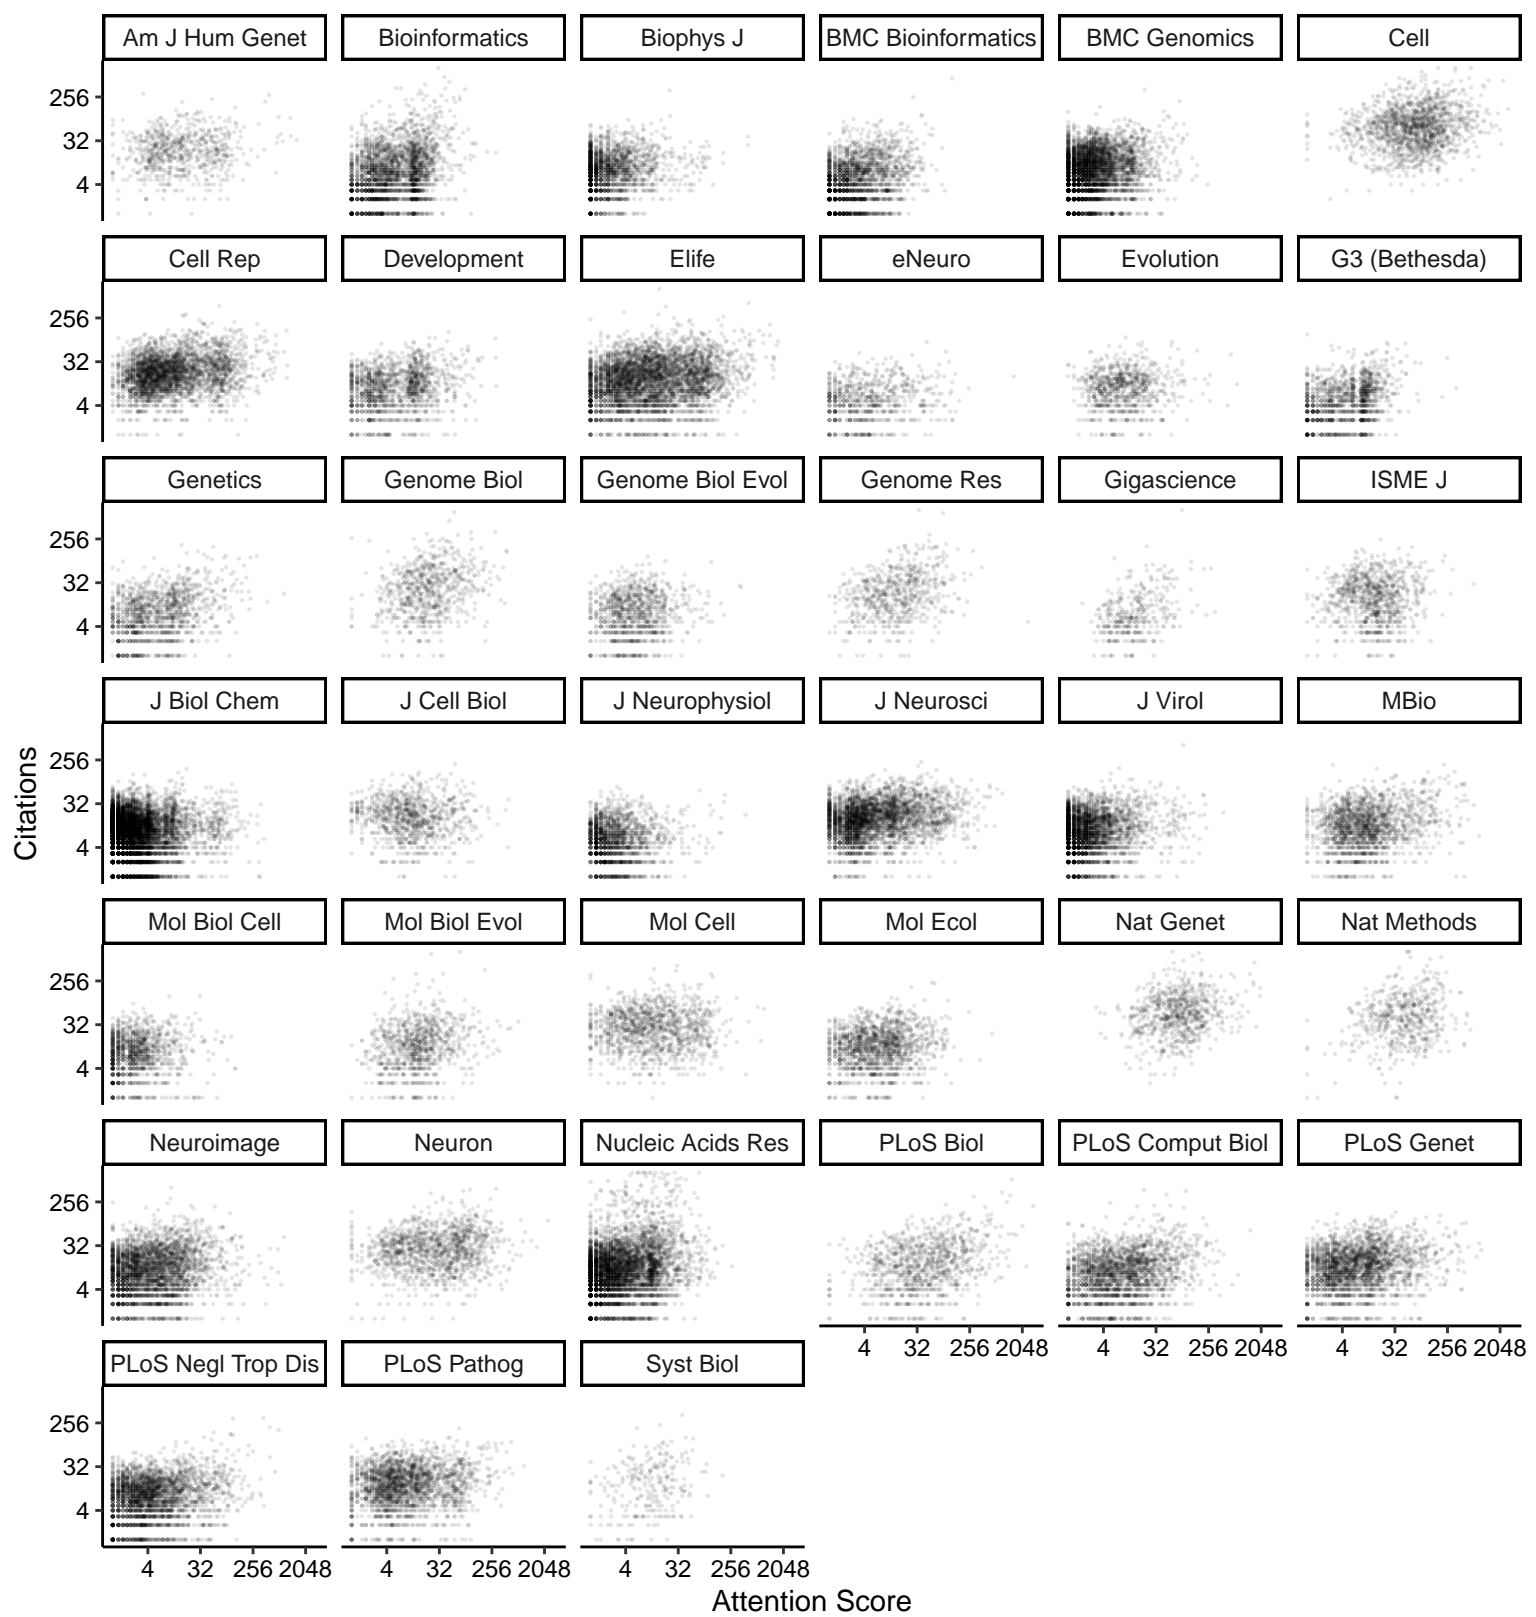 Am J Hum Genet Bioinformatics Biophys J BMC Bioinformatics BMC Genomics Cell
256
32
4
Cell Rep Development Elife eNeuro Evolution G3 (Bethesda)
256
32
4
Genetics Genome Biol Genome Biol Evol Genome Res Gigascience ISME J
256
32
4
J Biol Chem J Cell Biol J Neurophysiol J Neurosci J Virol MBio
256
32
4
Citations
Mol Biol Cell Mol Biol Evol Mol Cell Mol Ecol Nat Genet Nat Methods
256
32
4
Neuroimage Neuron Nucleic Acids Res PLoS Biol PLoS Comput Biol PLoS Genet
256
32
4
4 32 256 2048 4 32 256 2048 4 32 256 2048
PLoS Negl Trop Dis PLoS Pathog Syst Biol
256
32
4
4 32 256 2048 4 32 256 2048 4 32 256 2048
Attention Score